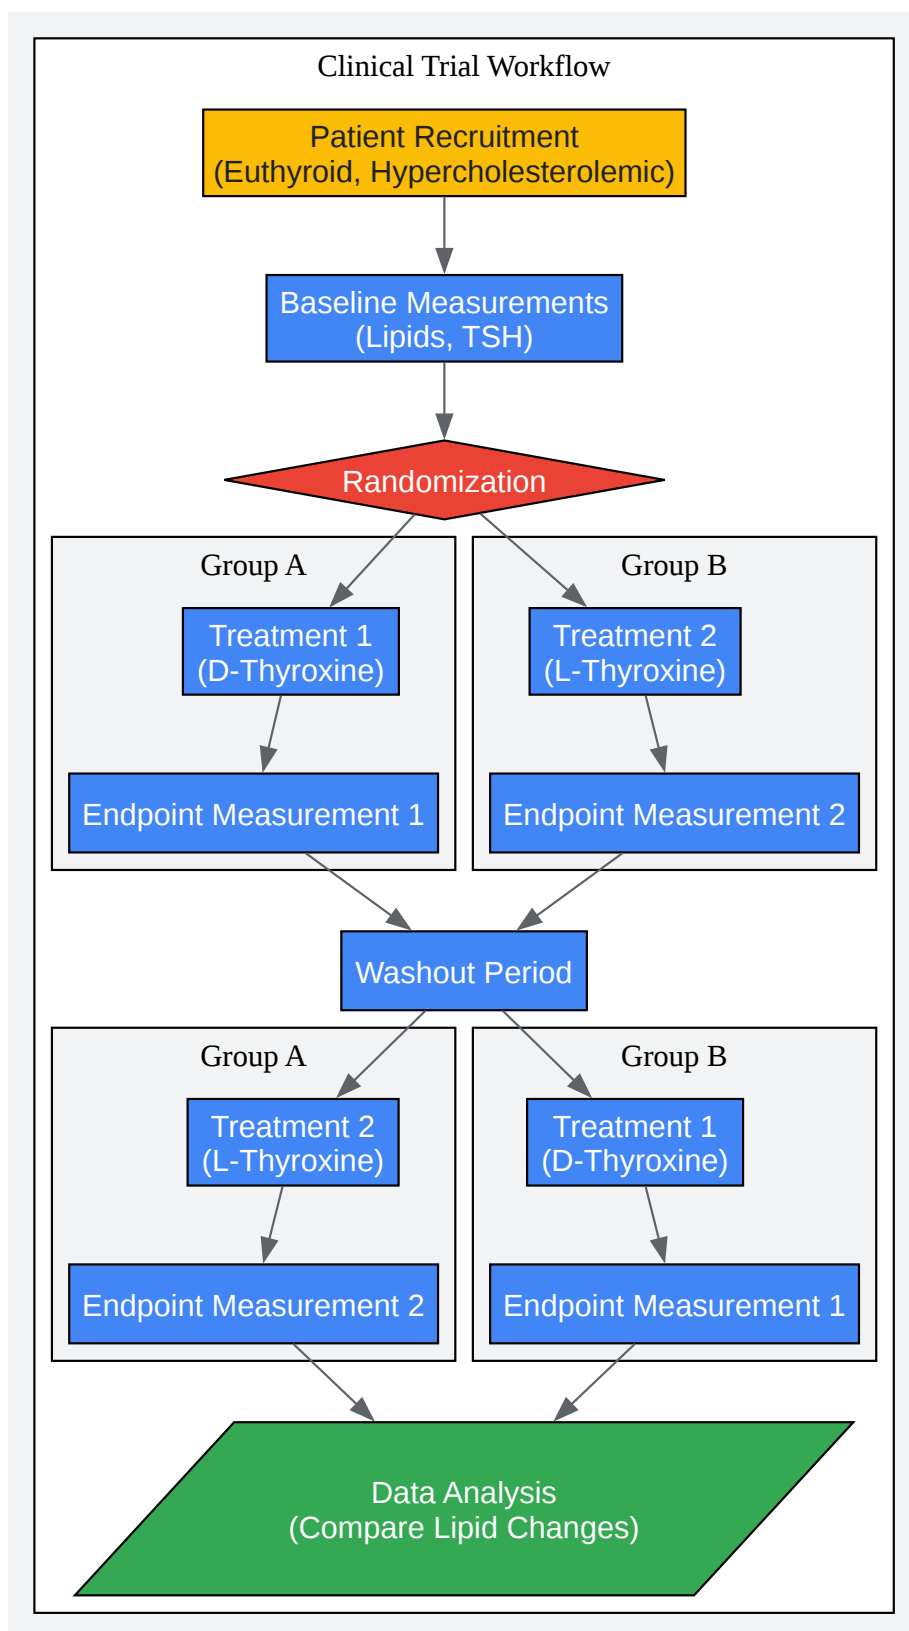 Clinical Trial Workflow
Patient Recruitment
(Euthyroid, Hypercholesterolemic)
Baseline Measurements
(Lipids, TSH)
Randomization
Group A
Treatment 1
(D-Thyroxine)
Endpoint Measurement 1
Group B
Treatment 2
(L-Thyroxine)
Endpoint Measurement 2
Washout Period
Group A
Treatment 2
(L-Thyroxine)
Endpoint Measurement 2
Group B
Treatment 1
(D-Thyroxine)
Endpoint Measurement 1
Data Analysis
(Compare Lipid Changes)